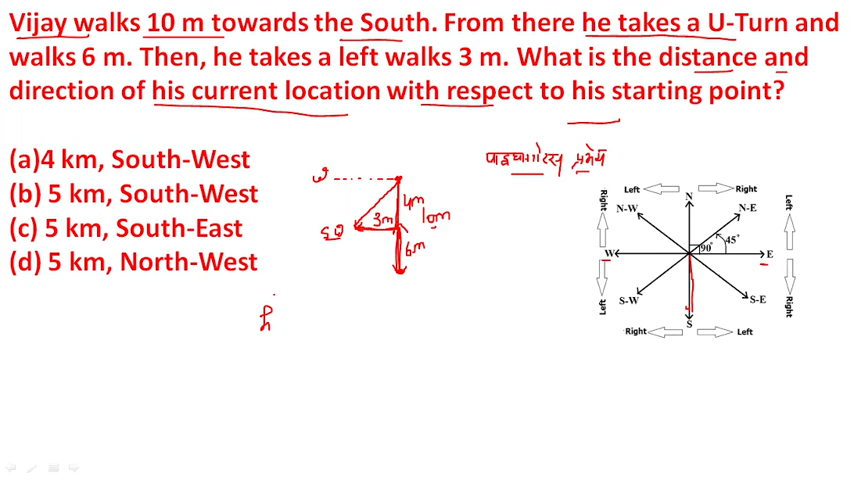 Vijay walks 10 m towards the South. From there he takes a U-Turn and
walks 6 m. Then, he takes a left walks 3 m. What is the distance and
direction of his current location with respect to his starting point?
(a)4 km, South-West
(b) 5 km, South-West
(c) 5 km, South-East
(d) 5 km, North-West
W
4m
10m
3m
6m
Left
Right
N
N-W
N-E
Right
Left
90°
45°
W
E
S-W
S-E
Left
Right
S
Right
Left